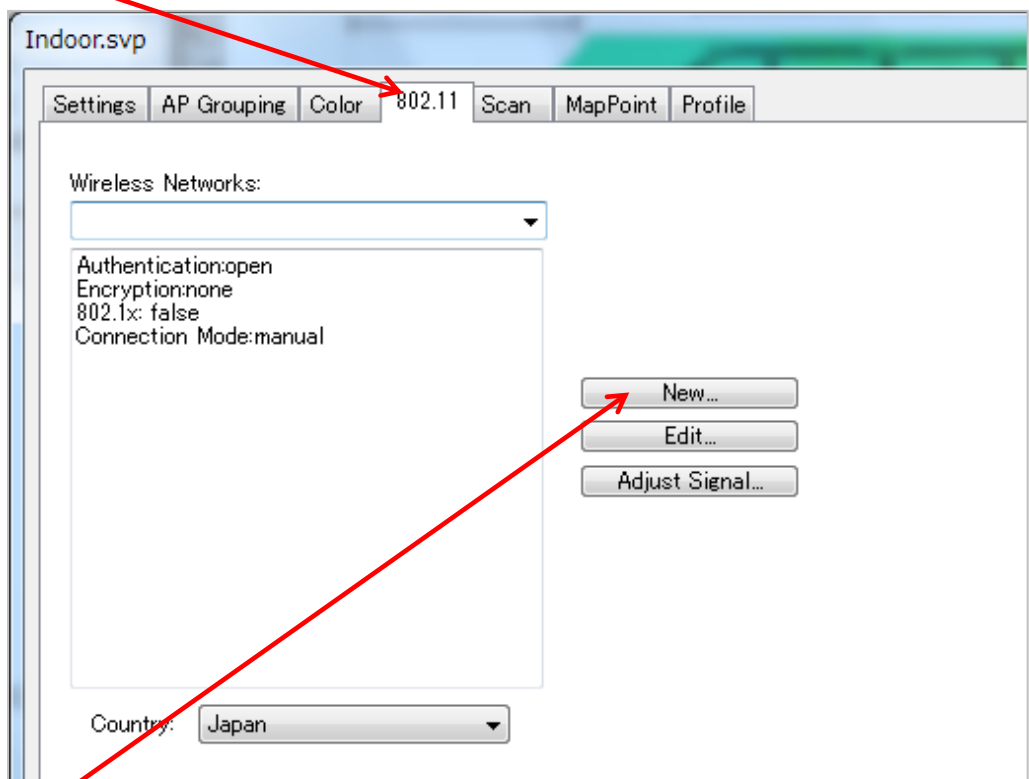 Indoor.svp
Settings AP Grouping Color 802.11 Scan MapPoint Profile
Wireless Networks:
Authentication:open
Encryption:none
802.1x: false
Connection Mode:manual
New...
Edit...
Adjust Signal...
Country: Japan